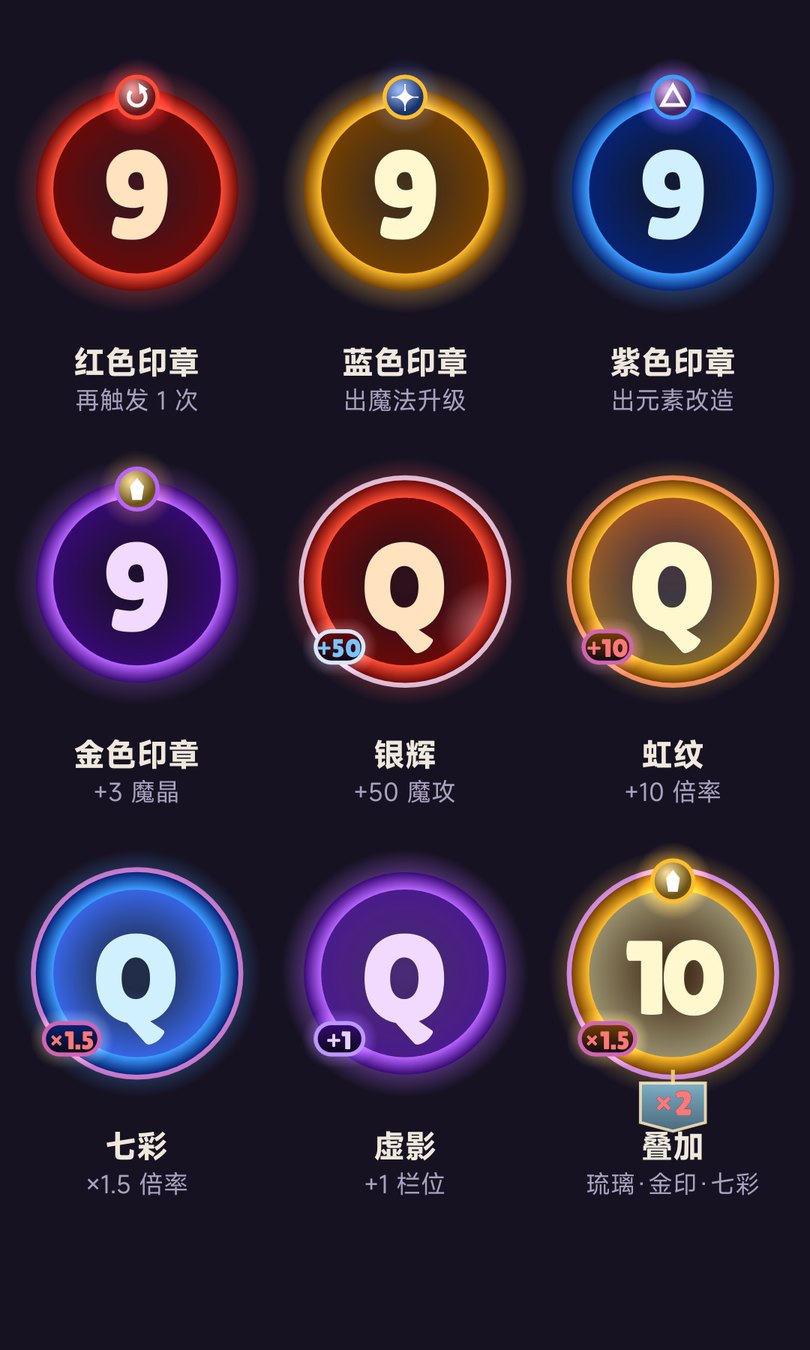 9
9
9
红色印章
蓝色印章
紫色印章
再触发 1 次
出魔法升级
出元素改造
9
Q
Q
+50
+10
金色印章
银辉
虹纹
+3 魔晶
+50 魔攻
+10 倍率
Q
Q
10
×1.5
+1
×1.5
×2
七彩
虚影
叠加
×1.5 倍率
+1 栏位
琉璃·金印·七彩